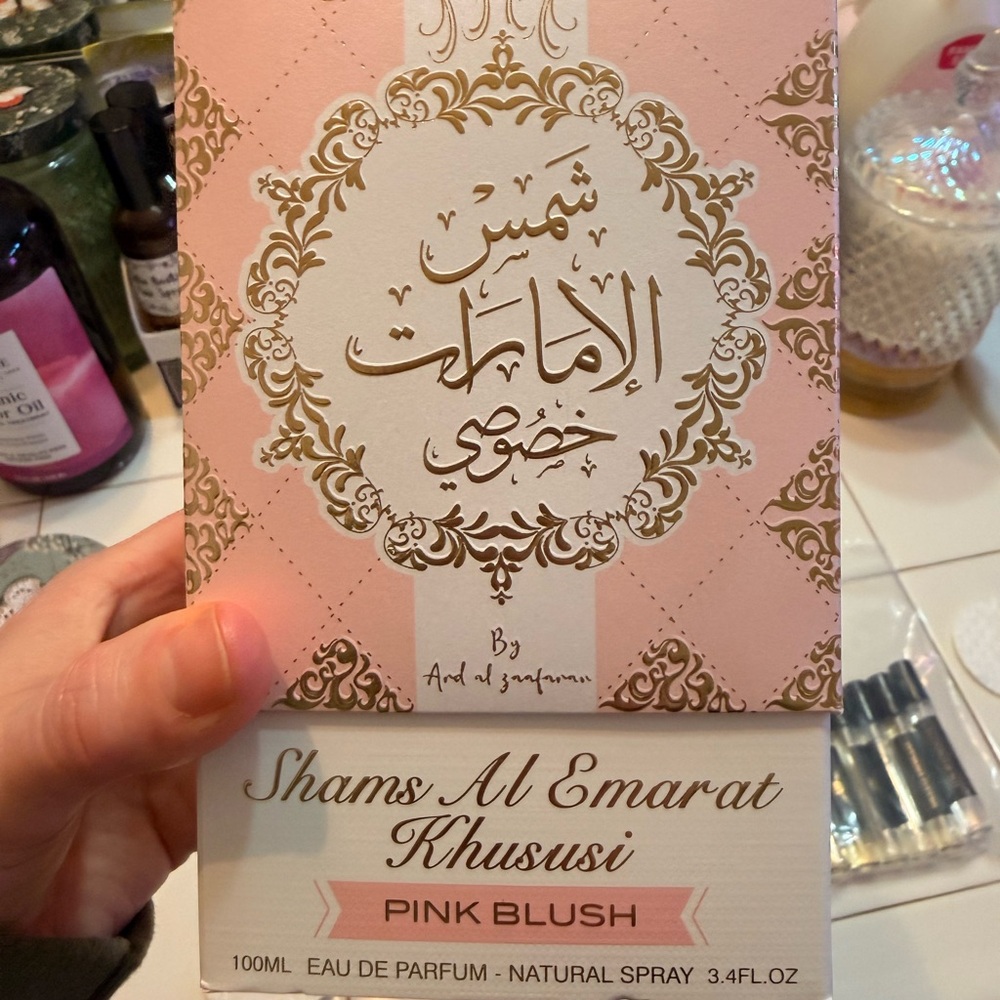 شمس
الإمارات
خصوصي
By
Ard al zaafaran
Shams Al Emarat
Khususi
PINK BLUSH
100ML EAU DE PARFUM - NATURAL SPRAY 3.4FL.OZ